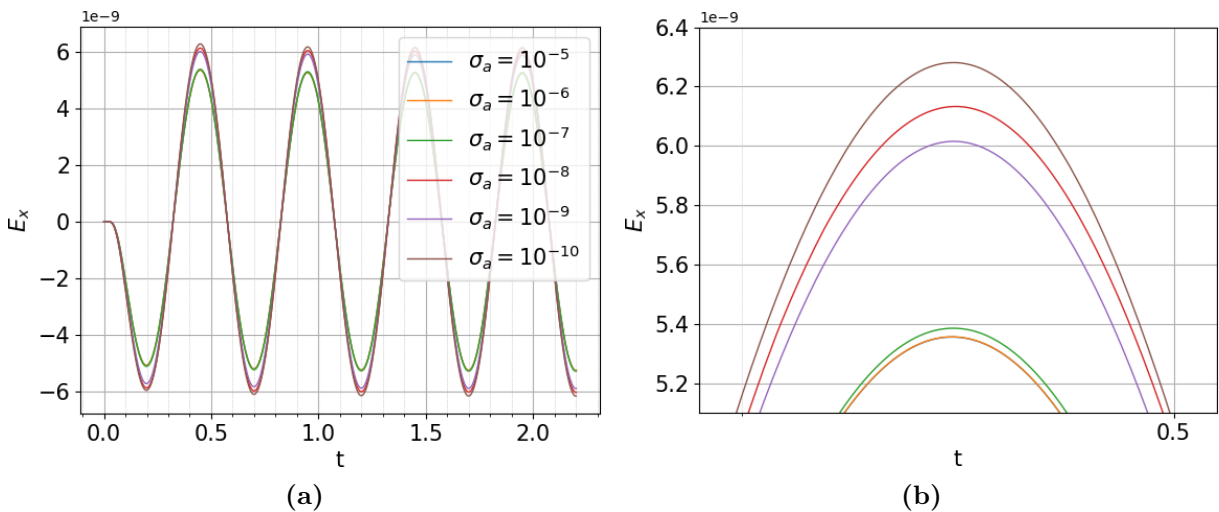 1e−9
6
4
2
0
−2
−4
−6
E_x
0.0 0.5 1.0 1.5 2.0
t
σ_a = 10^{−5}
σ_a = 10^{−6}
σ_a = 10^{−7}
σ_a = 10^{−8}
σ_a = 10^{−9}
σ_a = 10^{−10}
(a)
1e−9
6.4
6.2
6.0
5.8
5.6
5.4
5.2
E_x
0.5
t
(b)